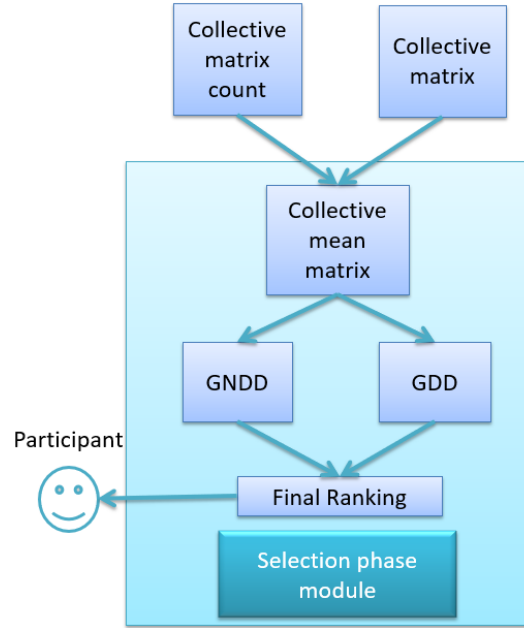 Collective
matrix
count
Collective
matrix
Collective
mean
matrix
GNDD
GDD
Participant
Final Ranking
Selection phase
module